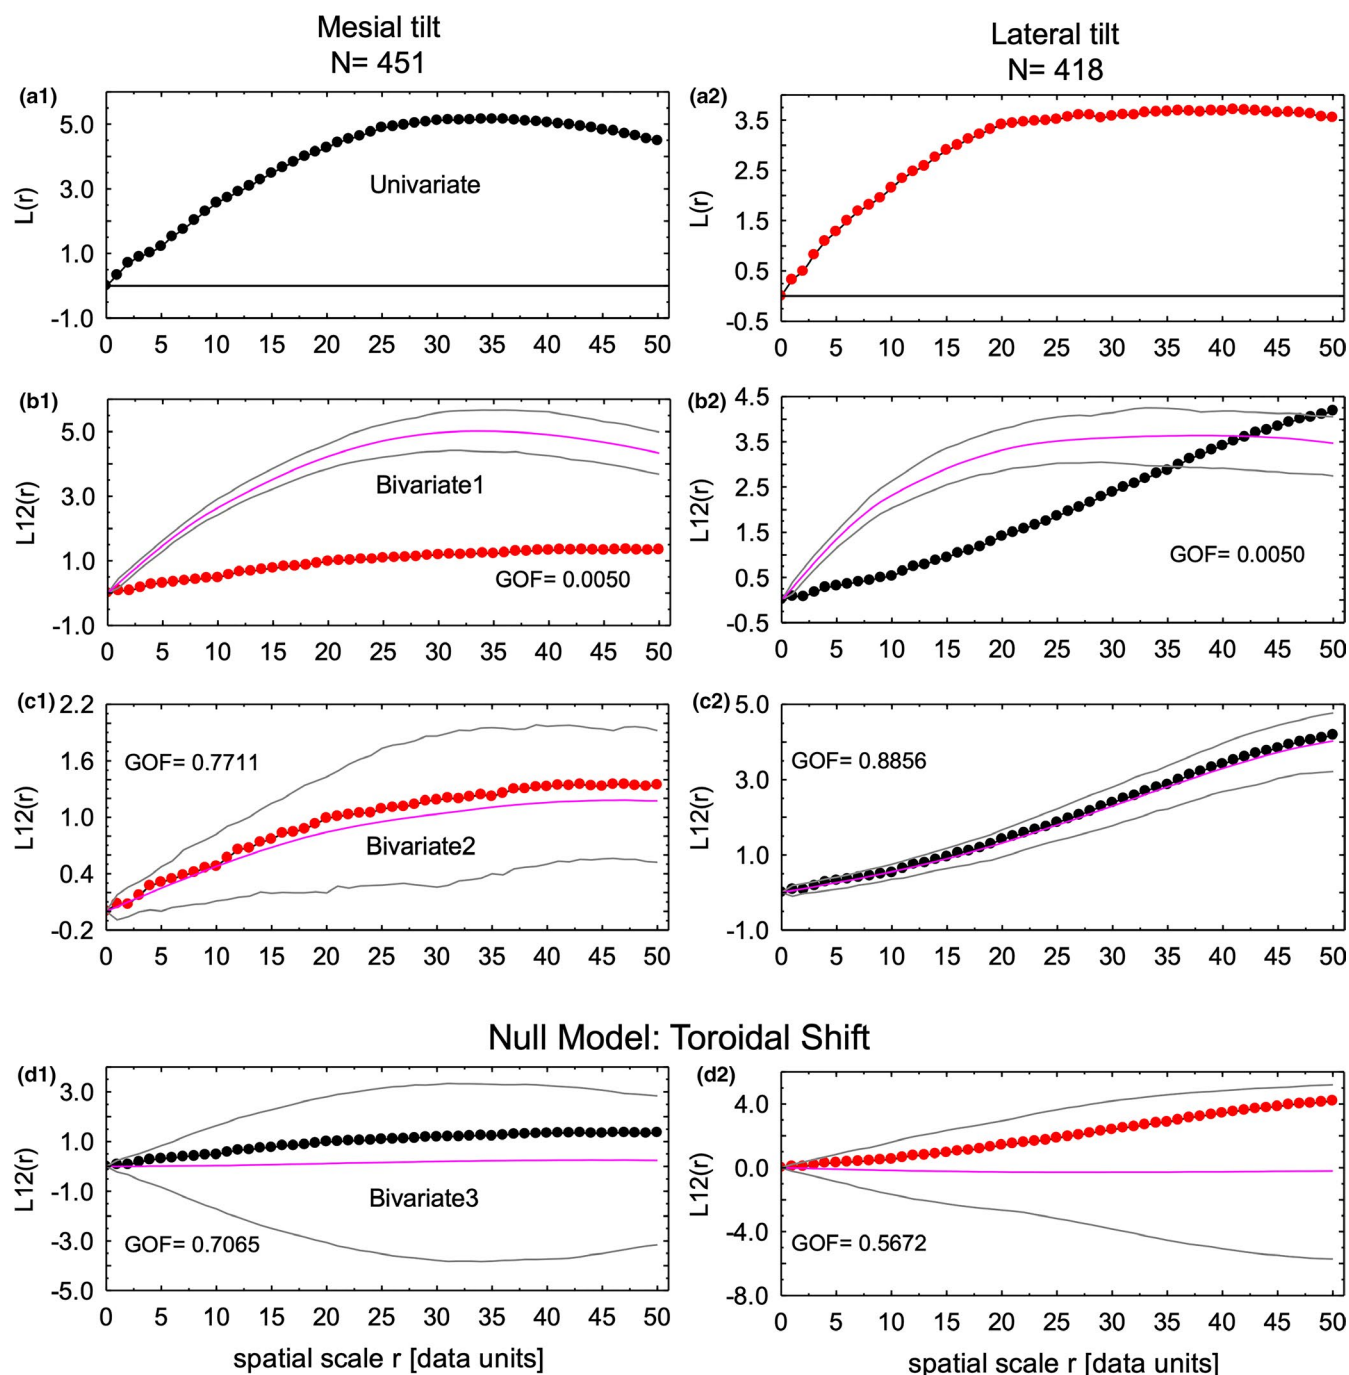 Mesial tilt
N= 451
Lateral tilt
N= 418
(a1)
5.0
3.0
1.0
-1.0
L(r)
Univariate
0 5 10 15 20 25 30 35 40 45 50
(a2)
3.5
2.5
1.5
0.5
-0.5
L(r)
0 5 10 15 20 25 30 35 40 45 50
(b1)
5.0
3.0
1.0
-1.0
L12(r)
Bivariate1
GOF= 0.0050
0 5 10 15 20 25 30 35 40 45 50
(b2)
4.5
3.5
2.5
1.5
0.5
-0.5
L12(r)
GOF= 0.0050
0 5 10 15 20 25 30 35 40 45 50
(c1)
2.2
1.6
1.0
0.4
-0.2
L12(r)
GOF= 0.7711
Bivariate2
0 5 10 15 20 25 30 35 40 45 50
(c2)
5.0
3.0
1.0
-1.0
L12(r)
GOF= 0.8856
0 5 10 15 20 25 30 35 40 45 50
Null Model: Toroidal Shift
(d1)
3.0
1.0
-1.0
-3.0
-5.0
L12(r)
Bivariate3
GOF= 0.7065
0 5 10 15 20 25 30 35 40 45 50
spatial scale r [data units]
(d2)
4.0
0.0
-4.0
-8.0
L12(r)
GOF= 0.5672
0 5 10 15 20 25 30 35 40 45 50
spatial scale r [data units]